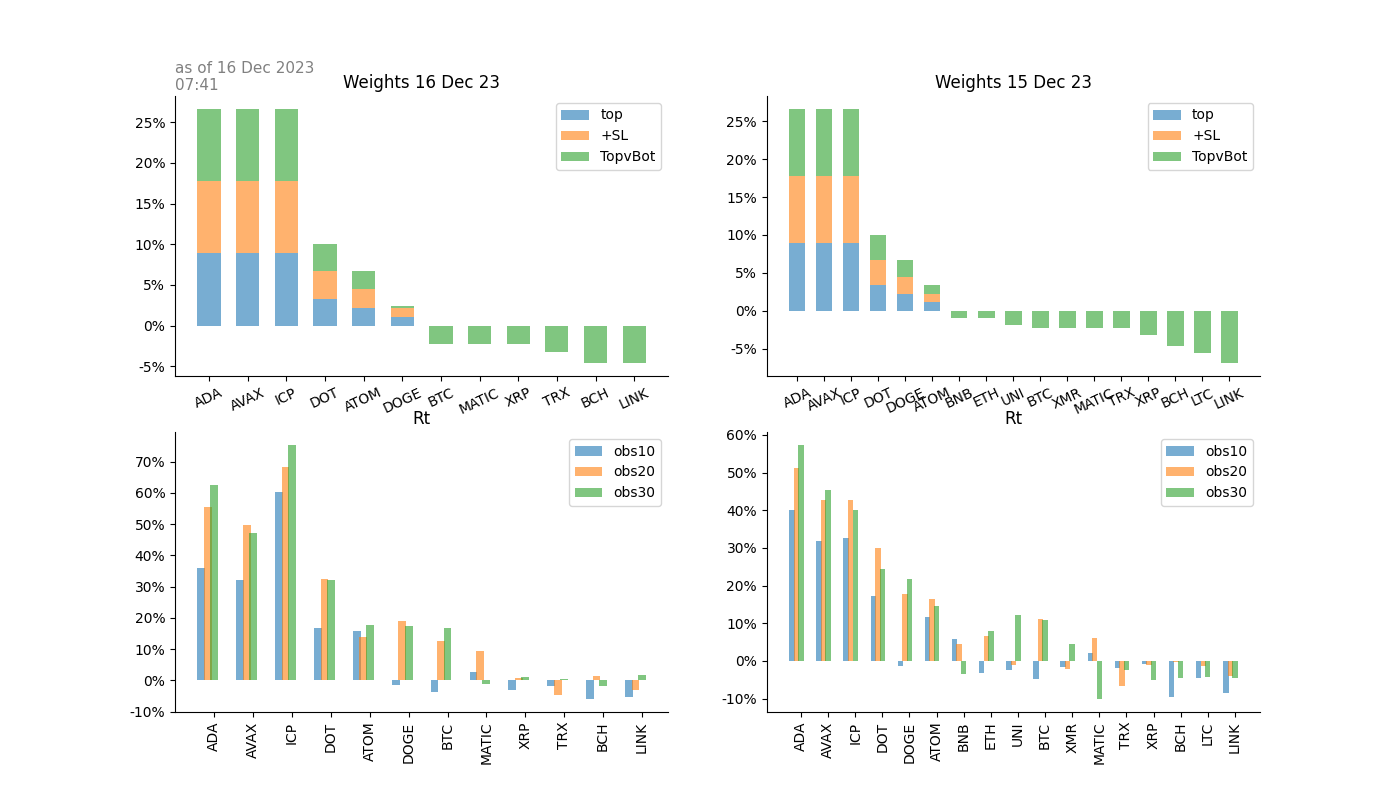 as of 16 Dec 2023
07:41
Weights 16 Dec 23
25%
20%
15%
10%
5%
0%
-5%
top
+SL
TopvBot
ADA AVAX ICP DOT ATOM DOGE BTC MATIC XRP TRX BCH LINK
Weights 15 Dec 23
25%
20%
15%
10%
5%
0%
-5%
top
+SL
TopvBot
ADA AVAX ICP DOT DOGE ATOM BNB ETH UNI BTC XMR MATIC TRX XRP BCH LTC LINK
Rt
70%
60%
50%
40%
30%
20%
10%
0%
-10%
obs10
obs20
obs30
ADA AVAX ICP DOT ATOM DOGE BTC MATIC XRP TRX BCH LINK
Rt
60%
50%
40%
30%
20%
10%
0%
-10%
obs10
obs20
obs30
ADA AVAX ICP DOT DOGE ATOM BNB ETH UNI BTC XMR MATIC TRX XRP BCH LTC LINK